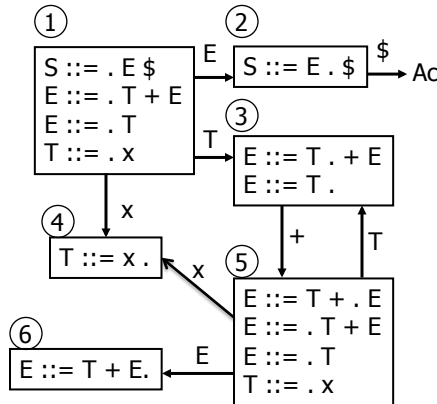 1
S ::= . E $
E ::= . T + E
E ::= . T
T ::= . x
E
2
S ::= E . $
$
Ac
T
3
E ::= T . + E
E ::= T .
x
4
T ::= x .
x
+
T
5
E ::= T + . E
E ::= . T + E
E ::= . T
T ::= . x
E
6
E ::= T + E.